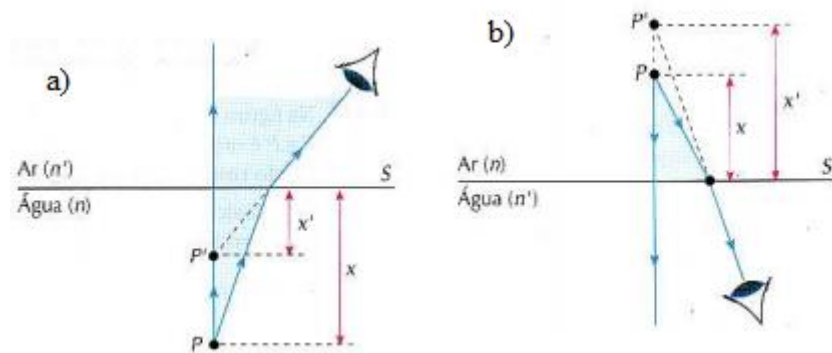 a)
Ar (n')
S
Água (n)
x'
P'
x
P
b)
P'
P
x
x'
Ar (n)
S
Água (n')